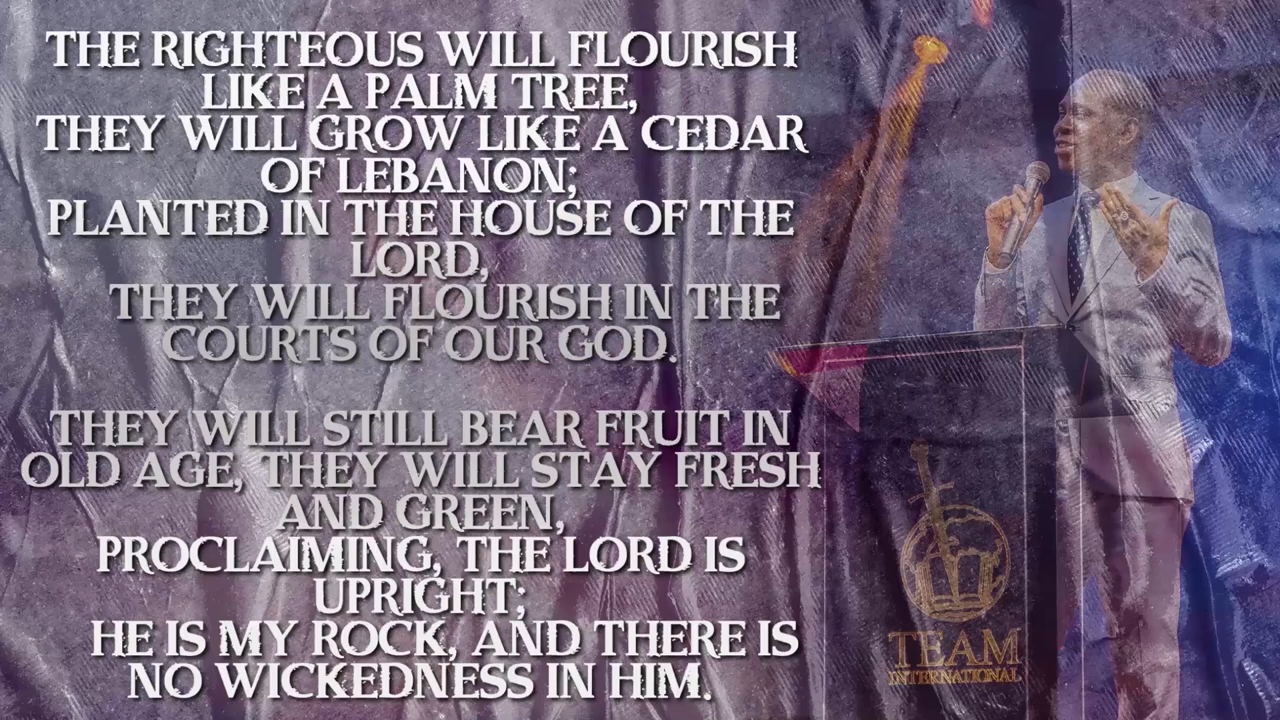 THE RIGHTEOUS WILL FLOURISH
LIKE A PALM TREE,
THEY WILL GROW LIKE A CEDAR
OF LEBANON;
PLANTED IN THE HOUSE OF THE
LORD,
THEY WILL FLOURISH IN THE
COURTS OF OUR GOD.
THEY WILL STILL BEAR FRUIT IN
OLD AGE, THEY WILL STAY FRESH
AND GREEN,
PROCLAIMING, THE LORD IS
UPRIGHT;
HE IS MY ROCK, AND THERE IS
NO WICKEDNESS IN HIM.
TEAM
INTERNATIONAL